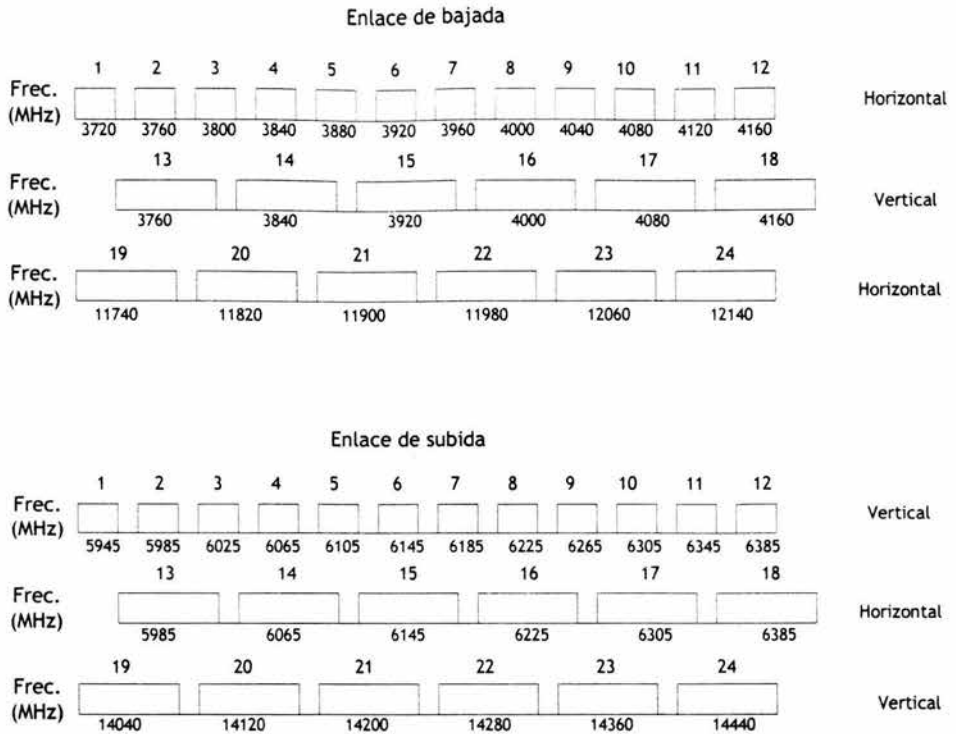 Enlace de bajada
1 2 3 4 5 6 7 8 9 10 11 12
Frec.
(MHz)
Horizontal
3720 3760 3800 3840 3880 3920 3960 4000 4040 4080 4120 4160
13 14 15 16 17 18
Frec.
(MHz)
Vertical
3760 3840 3920 4000 4080 4160
19 20 21 22 23 24
Frec.
(MHz)
Horizontal
11740 11820 11900 11980 12060 12140
Enlace de subida
1 2 3 4 5 6 7 8 9 10 11 12
Frec.
(MHz)
Vertical
5945 5985 6025 6065 6105 6145 6185 6225 6265 6305 6345 6385
13 14 15 16 17 18
Frec.
(MHz)
Horizontal
5985 6065 6145 6225 6305 6385
19 20 21 22 23 24
Frec.
(MHz)
Vertical
14040 14120 14200 14280 14360 14440